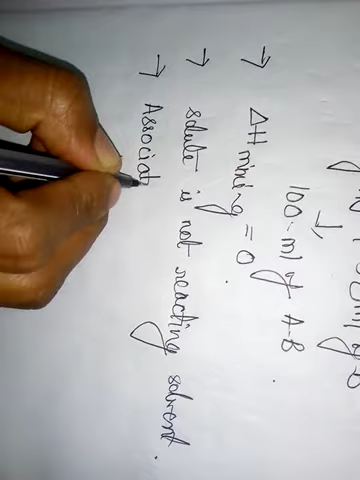 ↓
100 ml of A-B
→ ΔH mixing = 0
→ solute is not reacting solvent.
→ Associat